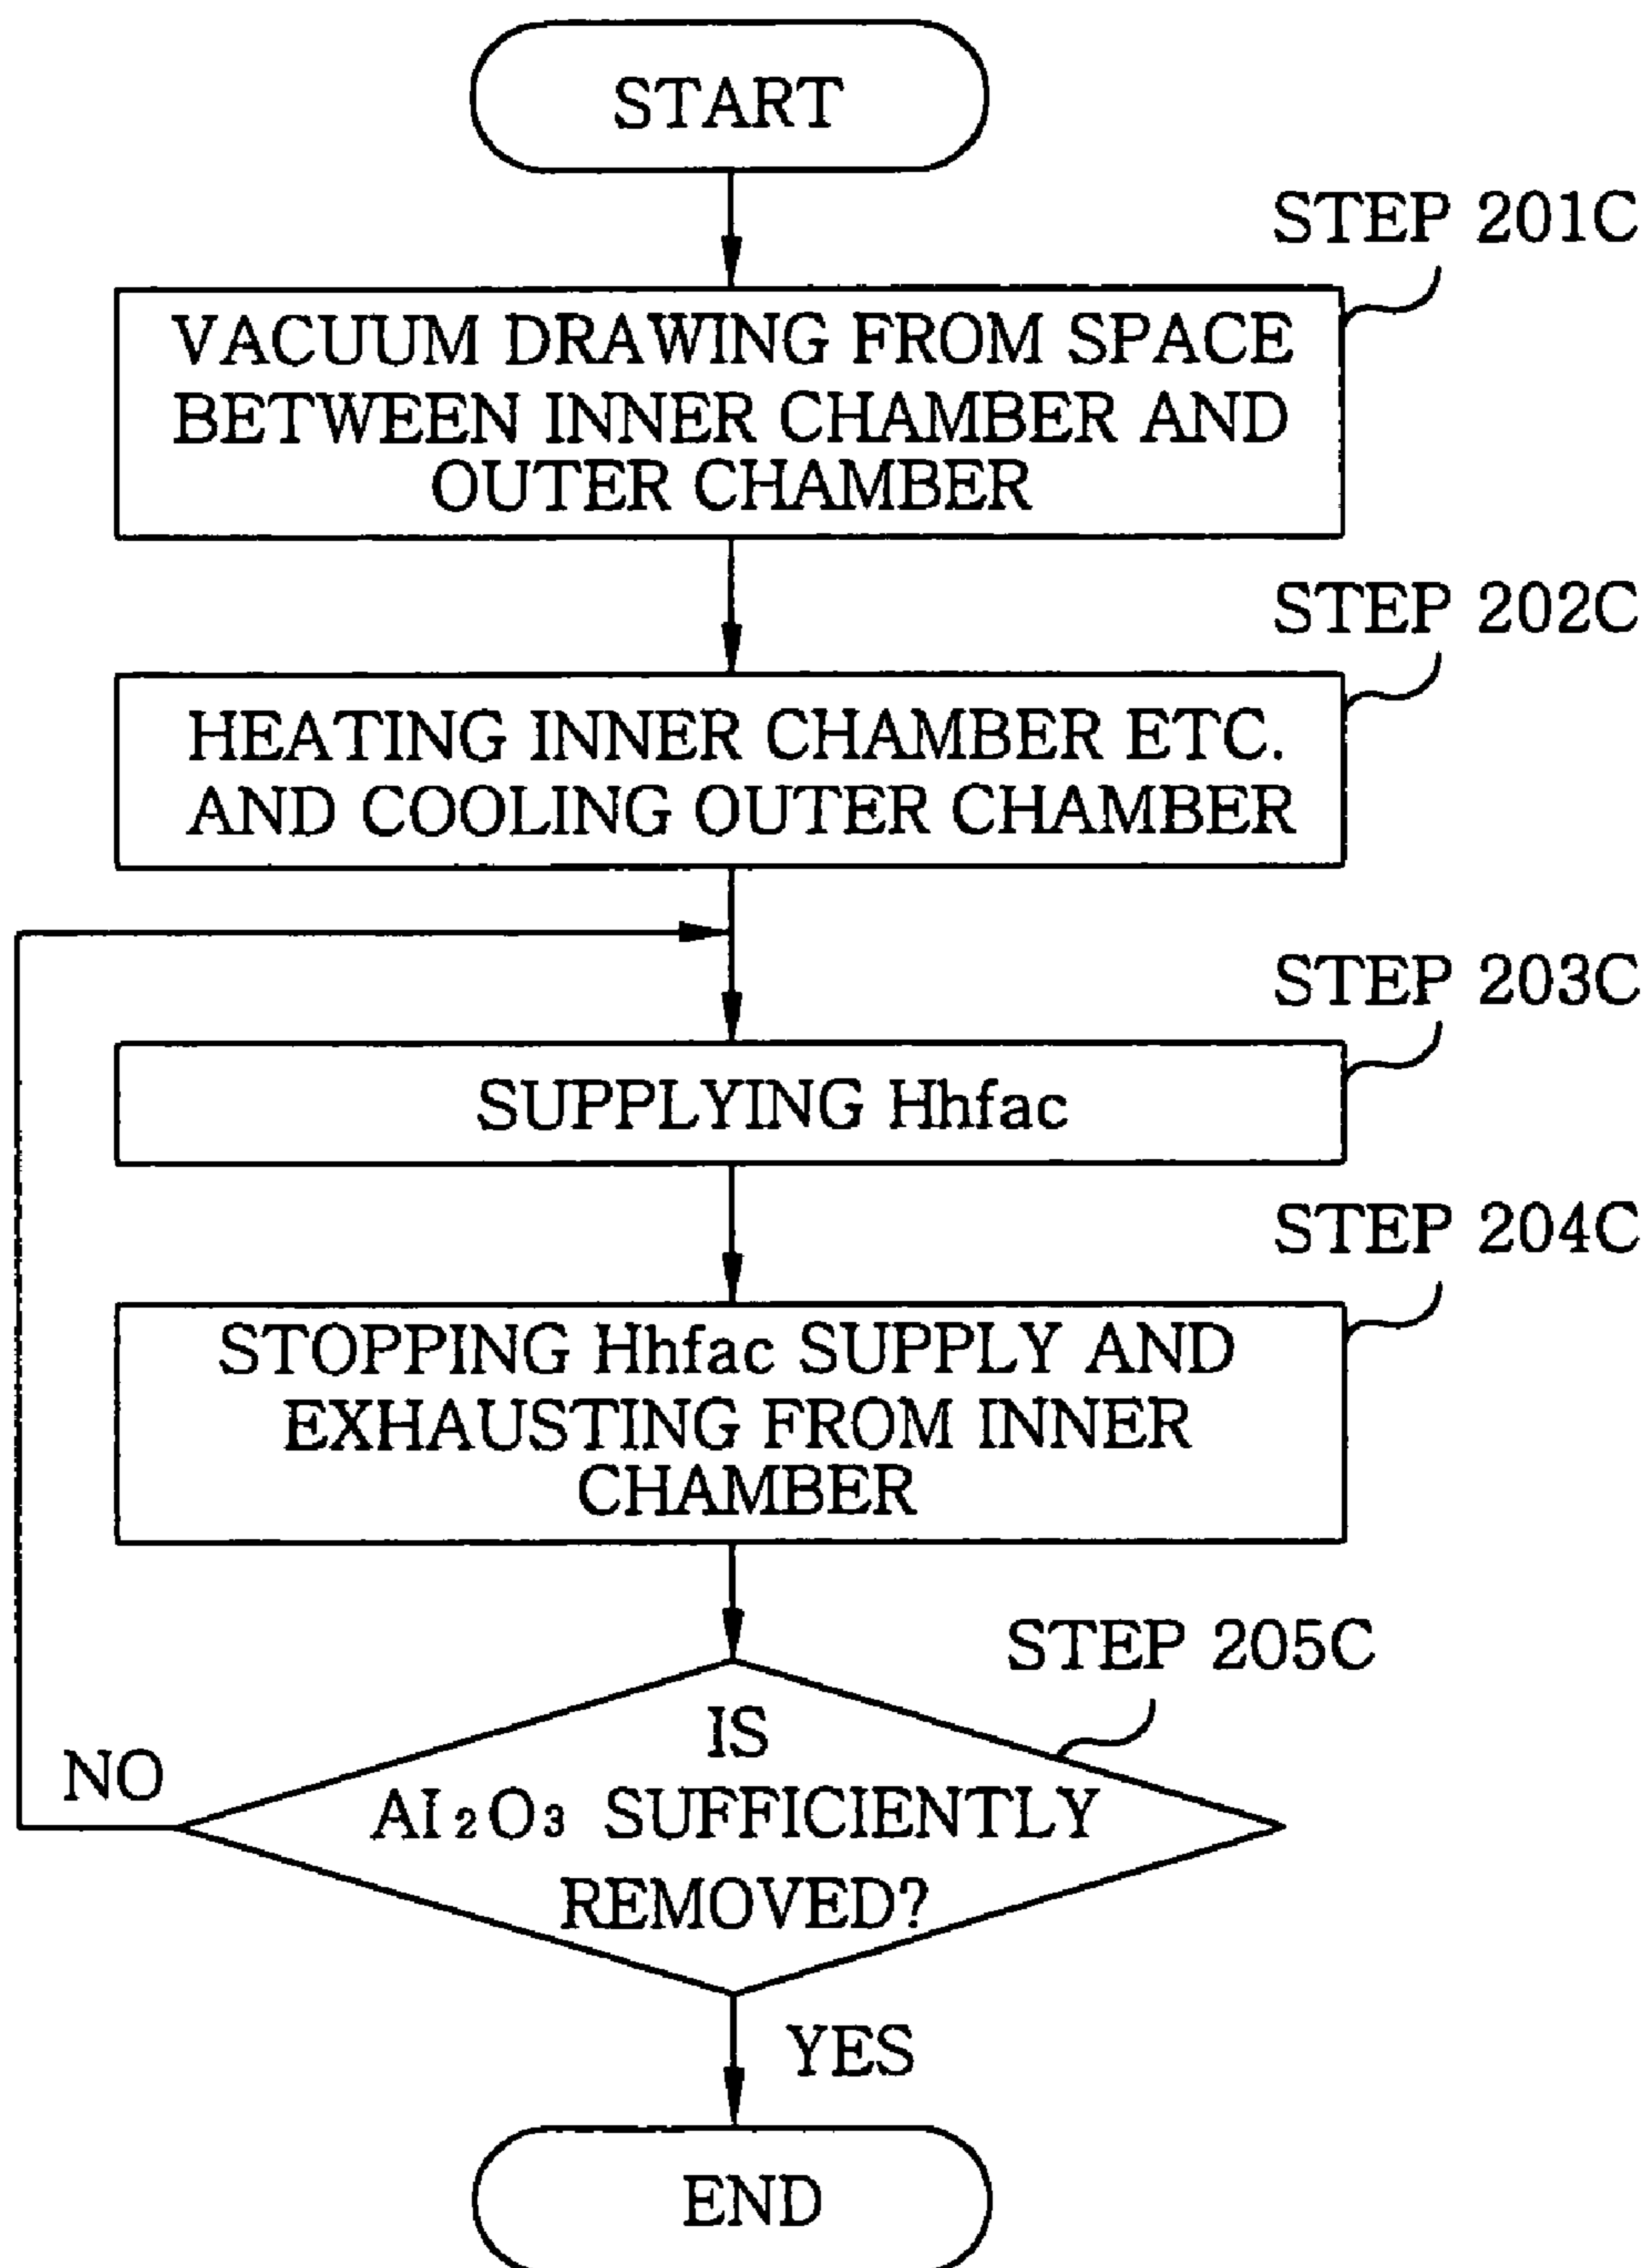 START
STEP 201C
VACUUM DRAWING FROM SPACE
BETWEEN INNER CHAMBER AND
OUTER CHAMBER
STEP 202C
HEATING INNER CHAMBER ETC.
AND COOLING OUTER CHAMBER
STEP 203C
SUPPLYING Hhfac
STEP 204C
STOPPING Hhfac SUPPLY AND
EXHAUSTING FROM INNER
CHAMBER
STEP 205C
IS
Al₂O₃ SUFFICIENTLY
REMOVED?
NO
YES
END